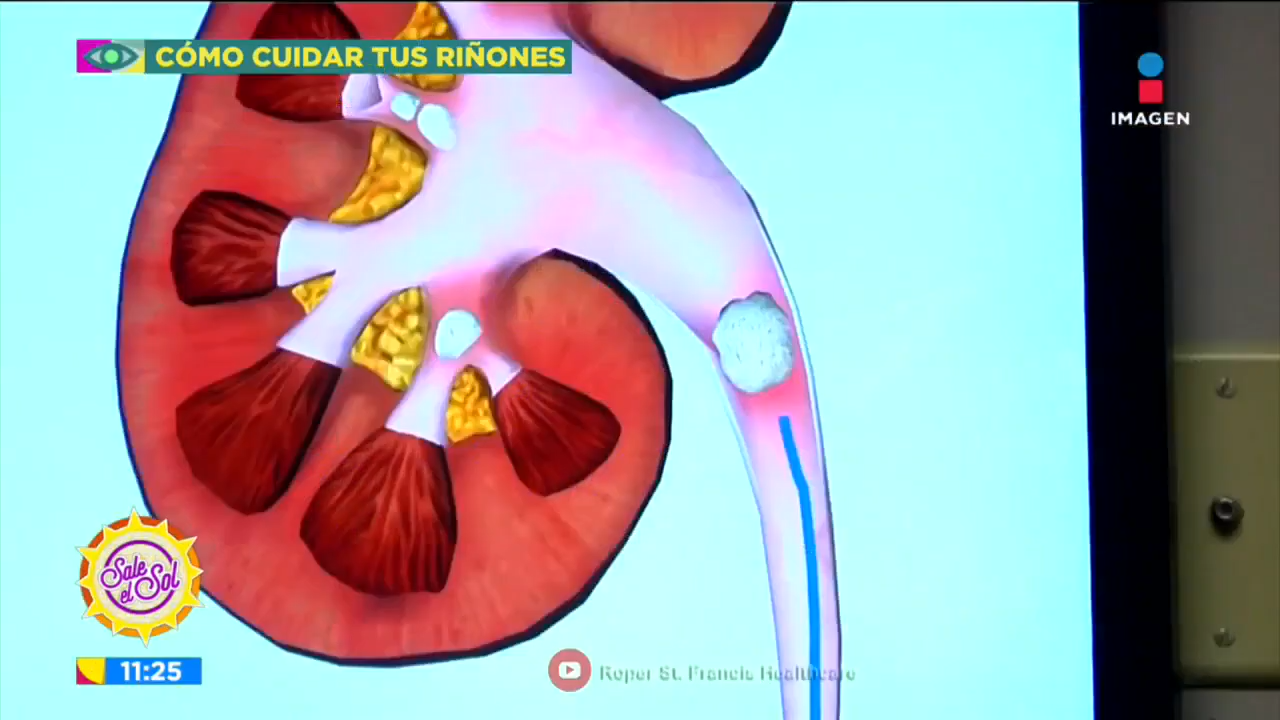 CÓMO CUIDAR TUS RIÑONES
IMAGEN
Sale
el Sol
11:25
Roper St. Francis Healthcare